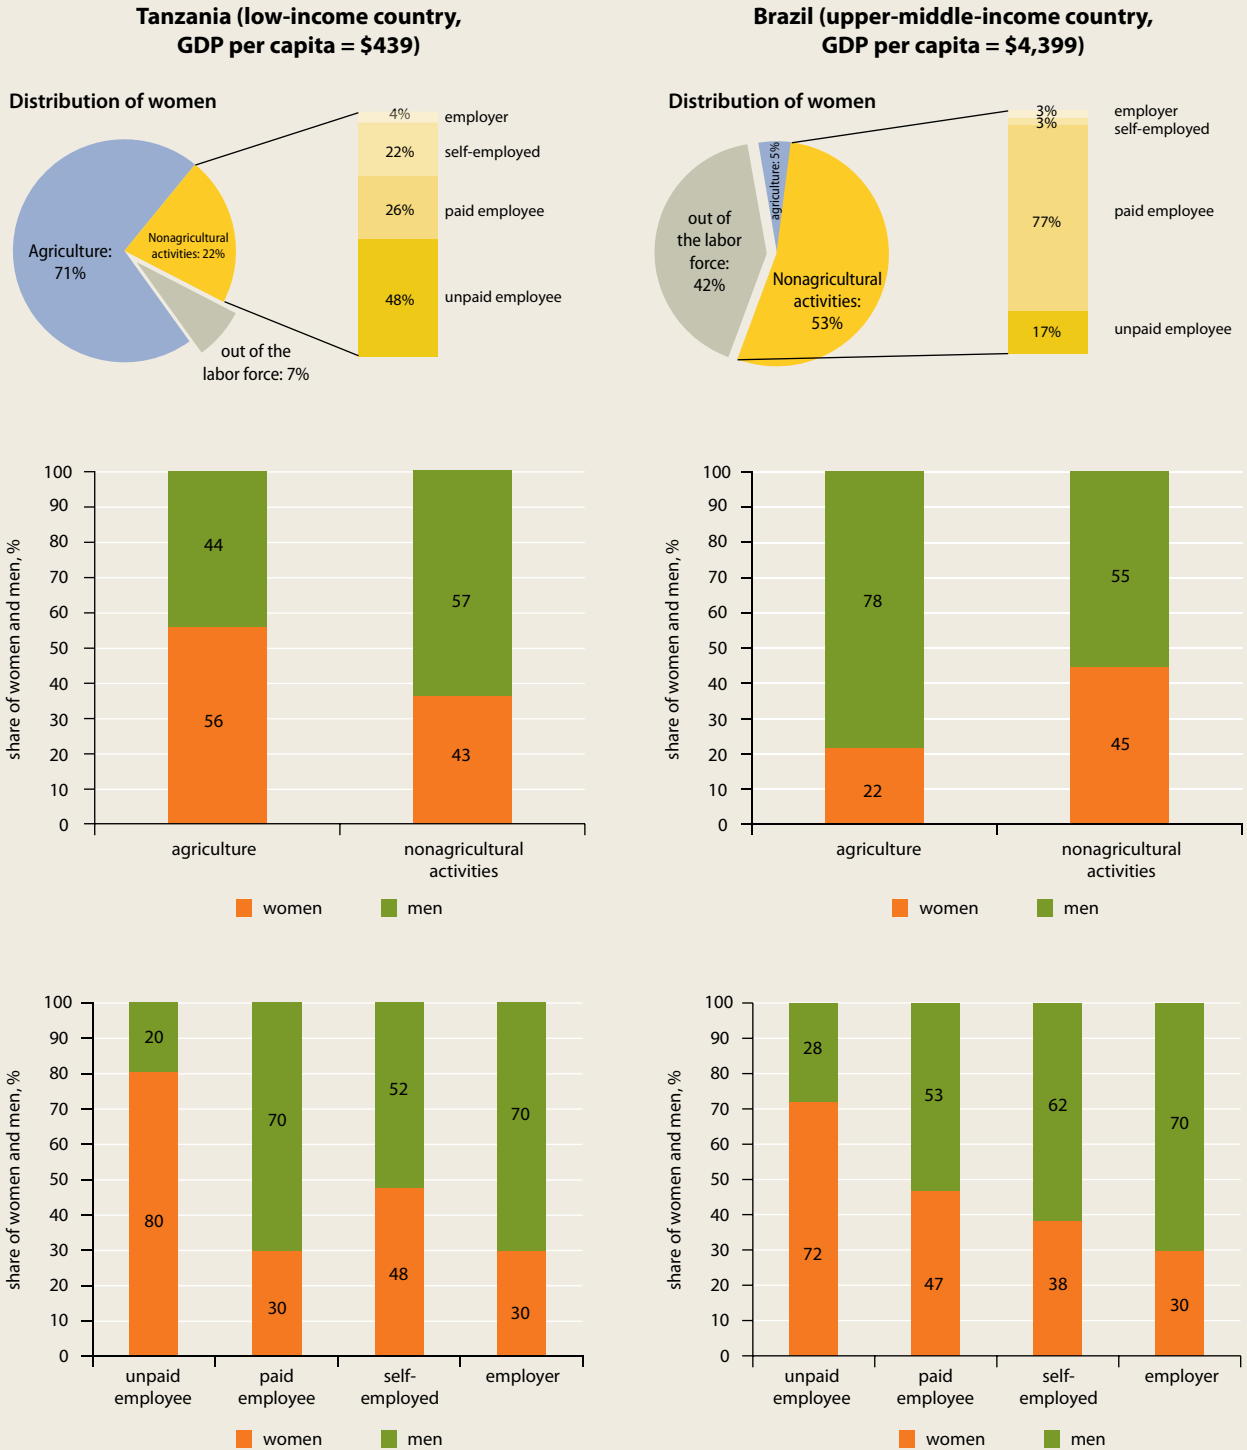 Tanzania (low-income country,
GDP per capita = $439)
Distribution of women
Agriculture:
71%
Nonagricultural
activities: 22%
out of the
labor force: 7%
4%
employer
22%
self-employed
26%
paid employee
48%
unpaid employee
Brazil (upper-middle-income country,
GDP per capita = $4,399)
Distribution of women
out of
the labor
force:
42%
agriculture: 5%
Nonagricultural
activities:
53%
3%
employer
3%
self-employed
77%
paid employee
17%
unpaid employee
share of women and men, %
100
90
80
70
60
50
40
30
20
10
0
44
56
57
43
agriculture
nonagricultural
activities
women
men
share of women and men, %
100
90
80
70
60
50
40
30
20
10
0
78
22
55
45
agriculture
nonagricultural
activities
women
men
share of women and men, %
100
90
80
70
60
50
40
30
20
10
0
20
80
70
30
52
48
70
30
unpaid
employee
paid
employee
self-
employed
employer
women
men
share of women and men, %
100
90
80
70
60
50
40
30
20
10
0
28
72
53
47
62
38
70
30
unpaid
employee
paid
employee
self-
employed
employer
women
men